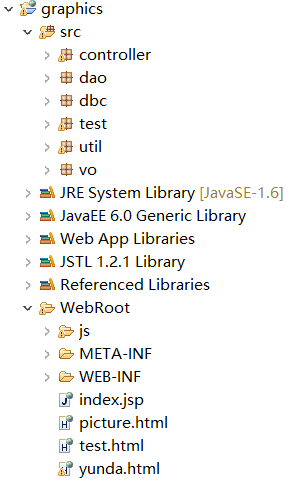 graphics
src
controller
dao
dbc
test
util
vo
JRE System Library [JavaSE-1.6]
JavaEE 6.0 Generic Library
Web App Libraries
JSTL 1.2.1 Library
Referenced Libraries
WebRoot
js
META-INF
WEB-INF
index.jsp
picture.html
test.html
yunda.html